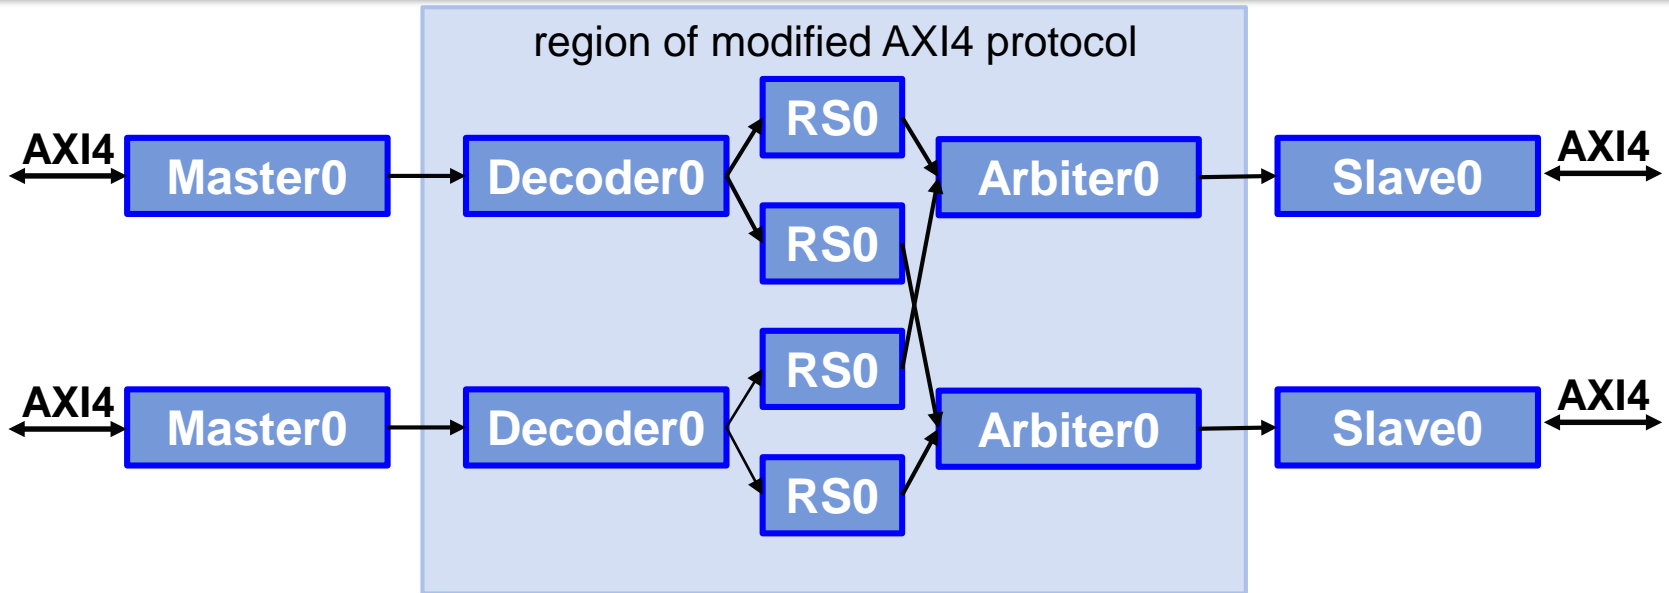 region of modified AXI4 protocol
RS0
AXI4 Master0 Decoder0 Arbiter0 Slave0 AXI4
RS0
RS0
AXI4 Master0 Decoder0 Arbiter0 Slave0 AXI4
RS0